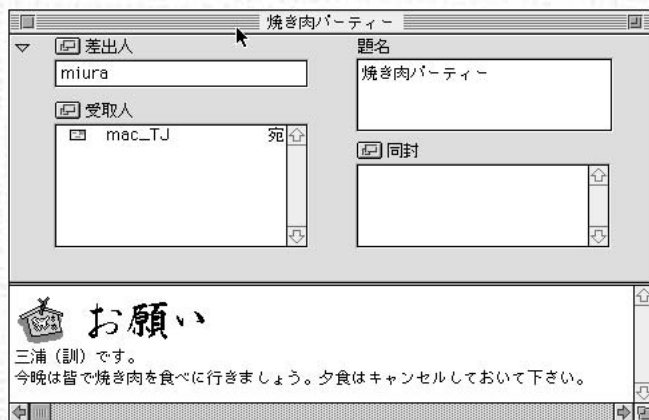 焼き肉パーティー
差出人
miura
受取人
mac_TJ 宛
題名
焼き肉パーティー
同封
お願い
三浦（訓）です。
今晩は皆で焼き肉を食べに行きましょう。夕食はキャンセルしておいて下さい。